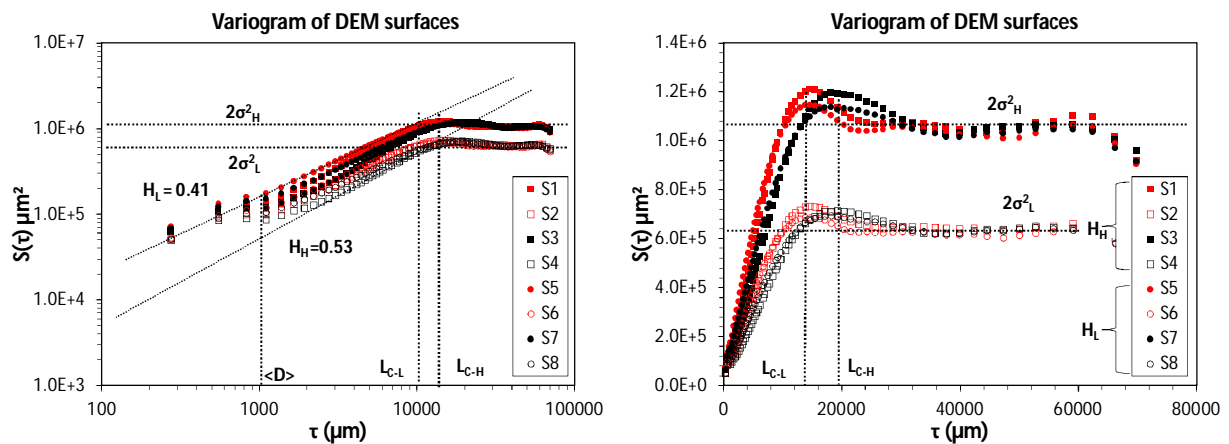 Variogram of DEM surfaces
1.0E+7
1.0E+6
1.0E+5
1.0E+4
1.0E+3
S(τ) μm²
2σ²H
2σ²L
HL= 0.41
HH=0.53
<D>
LC-L
LC-H
S1
S2
S3
S4
S5
S6
S7
S8
100
1000
10000
100000
τ (μm)
Variogram of DEM surfaces
1.4E+6
1.2E+6
1.0E+6
8.0E+5
6.0E+5
4.0E+5
2.0E+5
0.0E+0
S(τ) μm²
2σ²H
2σ²L
LC-L
LC-H
HH
HL
S1
S2
S3
S4
S5
S6
S7
S8
0
20000
40000
60000
80000
τ (μm)